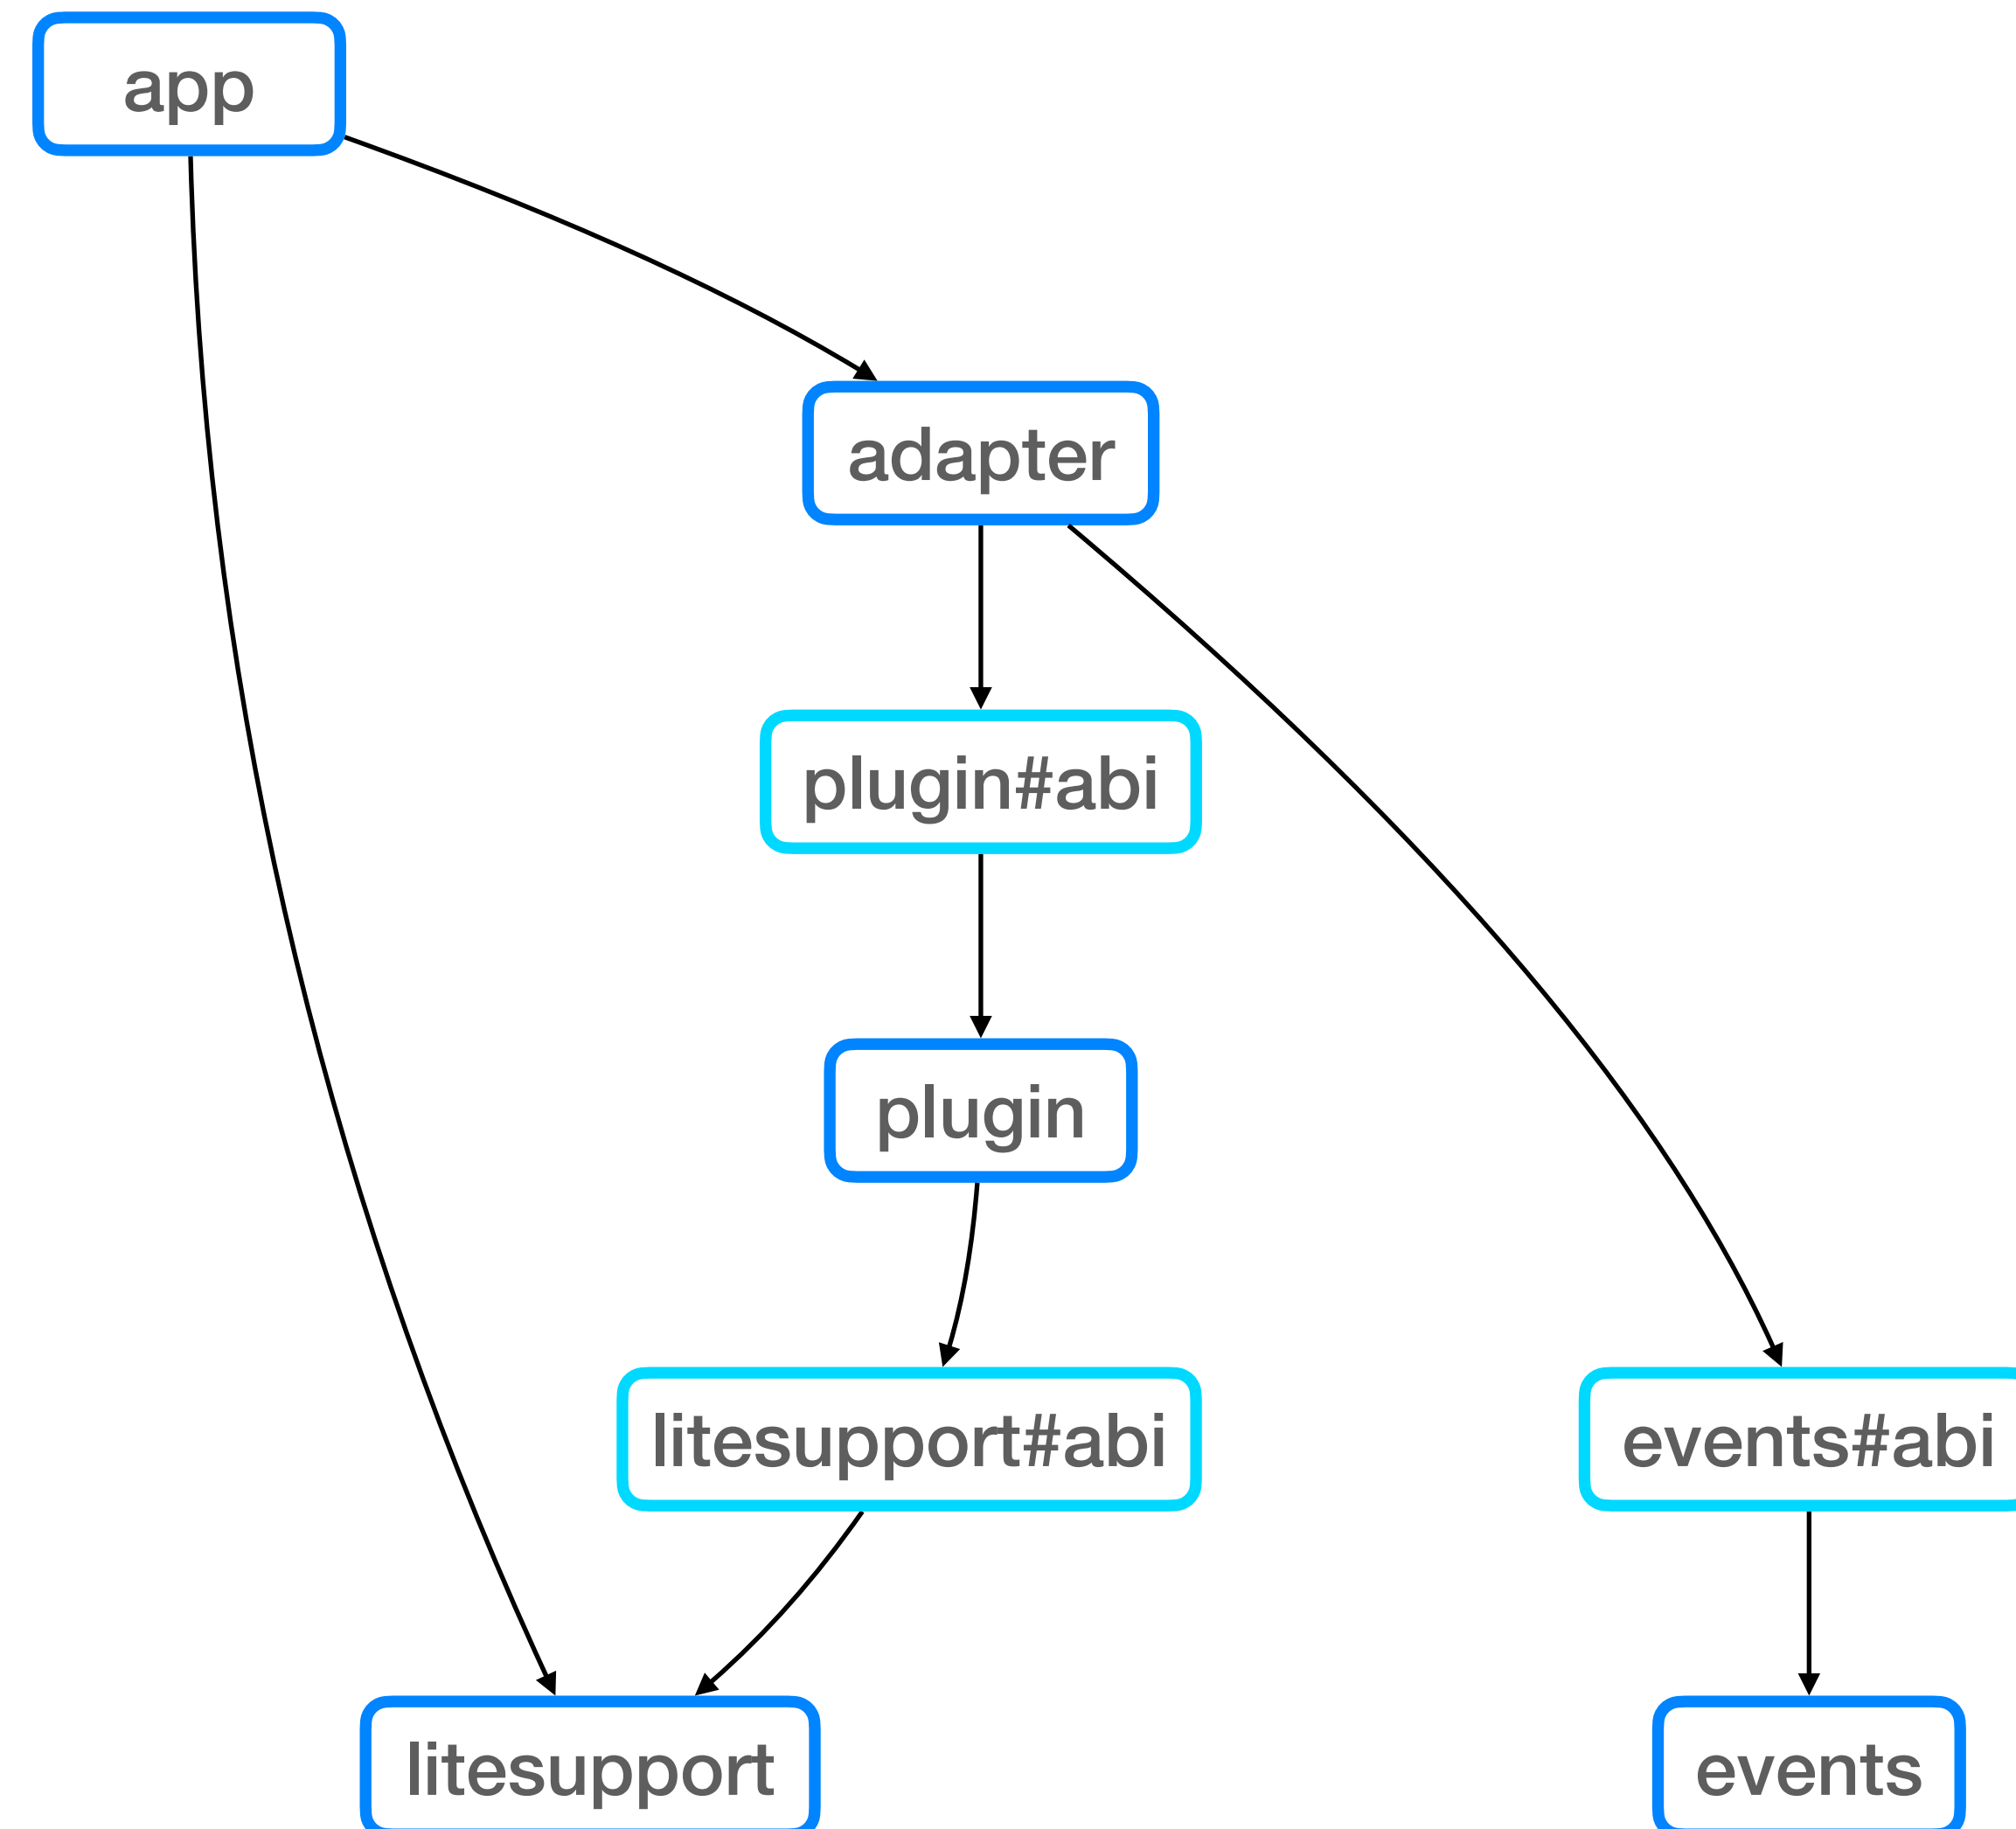 app
adapter
plugin#abi
plugin
litesupport#abi
events#abi
litesupport
events